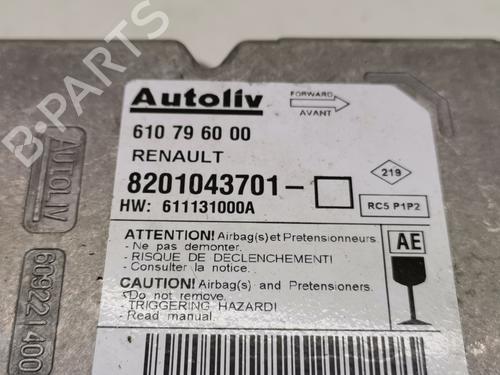 Autoliv
FORWARD
AVANT
610 79 60 00
RENAULT
219
8201043701-
RC5 P1P2
HW: 611131000A
ATTENTION! Airbag(s) et Pretensionneurs
- Ne pas demonter.
- RISQUE DE DECLENCHEMENT!
- Consulter la notice.
AE
CAUTION! Airbag(s) and Pretensioners.
- Do not remove.
TRIGGERING HAZARD!
- Read manual.
AUTOLIV
609221400
B-PARTS